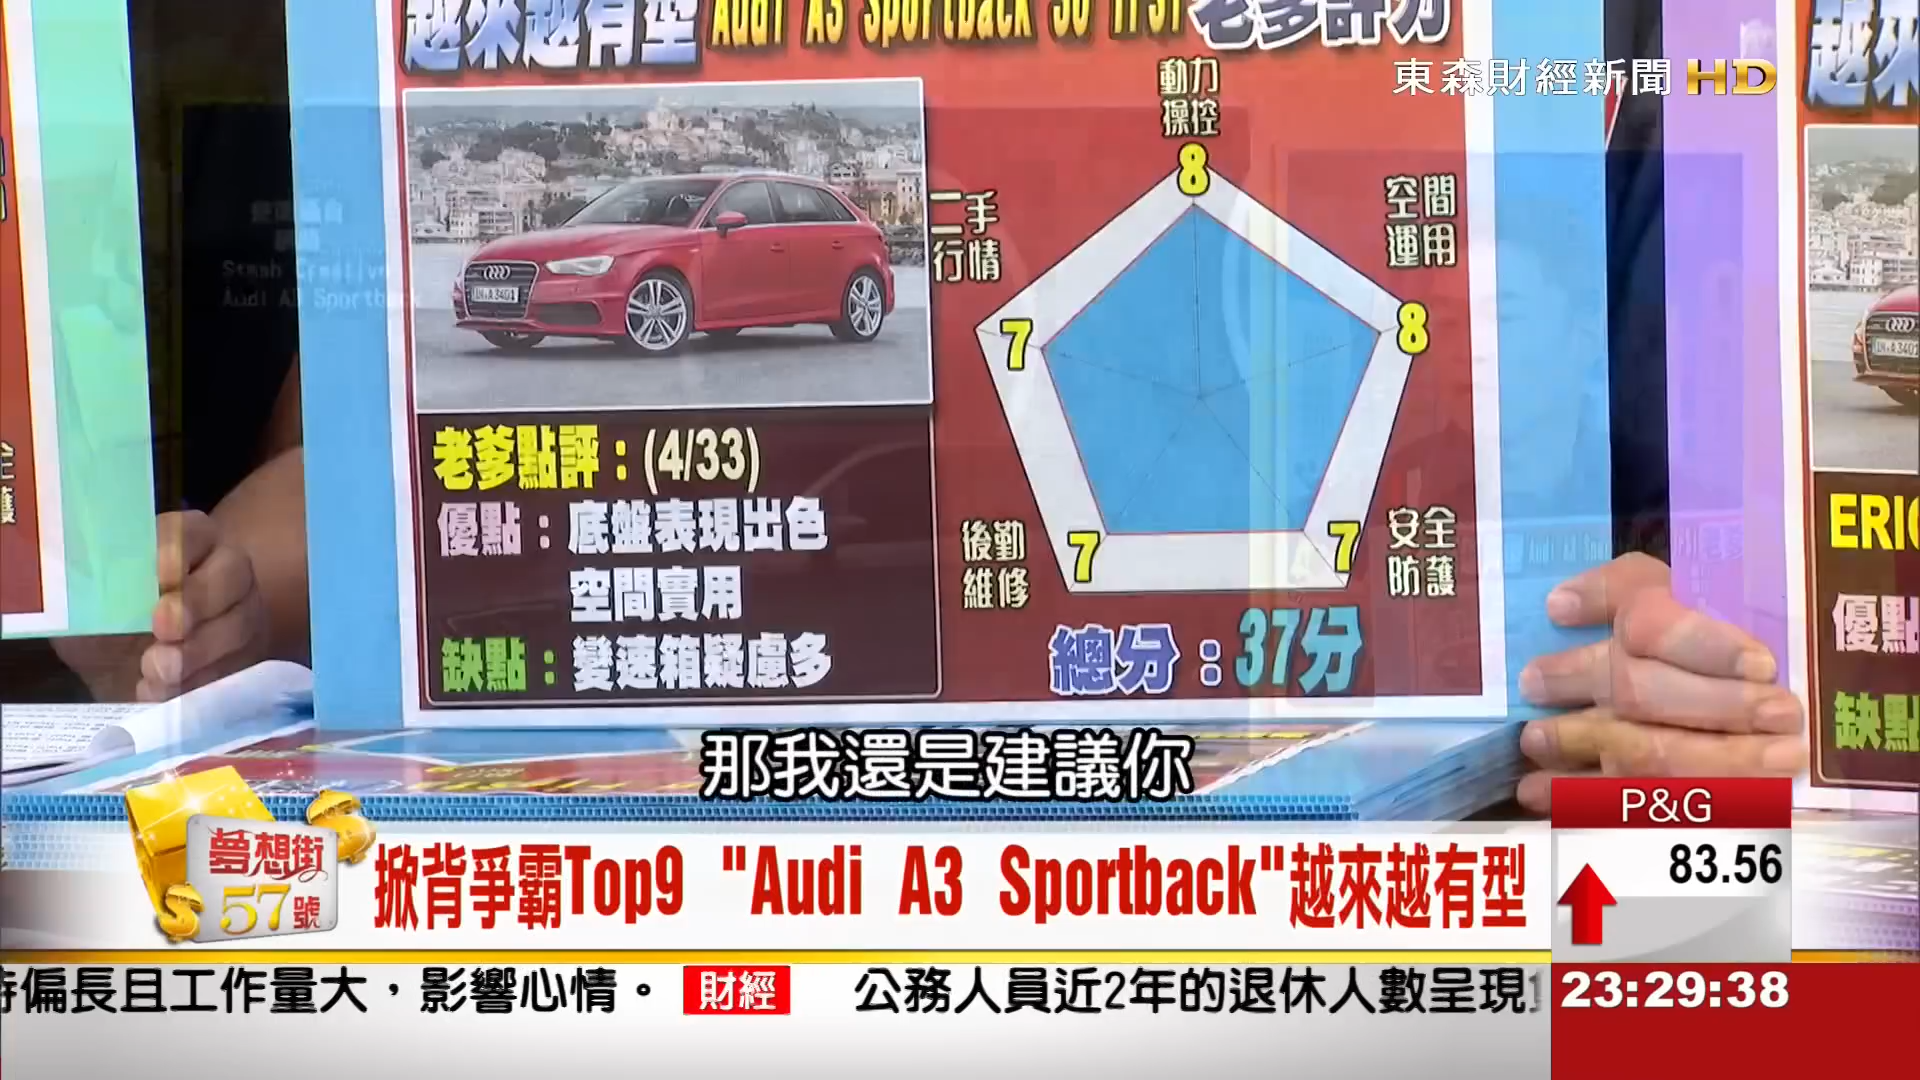 越來越有型 Audi A3 Sportback 30 TFSI 老爹評分
東森財經新聞 HD
動力
操控
8
二手
行情
7
空間
運用
8
後勤
維修
7
安全
防護
7
總分：37分
IN·A3401
老爹點評：(4/33)
優點：底盤表現出色
空間實用
缺點：變速箱疑慮多
越來
ERIC
優點
缺點
那我還是建議你
夢想街
57號
掀背爭霸Top9 "Audi A3 Sportback"越來越有型
P&G
83.56
偏長且工作量大，影響心情。 財經 公務人員近2年的退休人數呈現
23:29:38